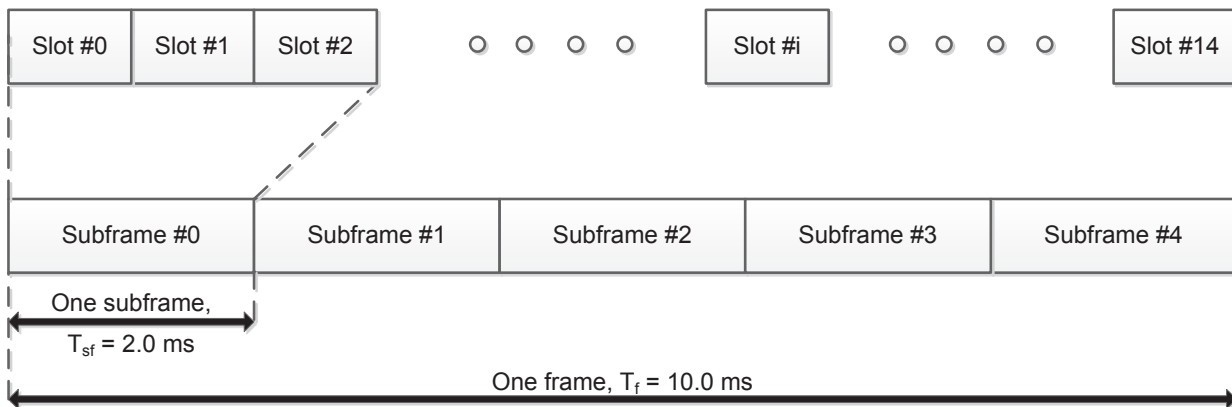 Slot #0
Slot #1
Slot #2
Slot #i
Slot #14
Subframe #0
Subframe #1
Subframe #2
Subframe #3
Subframe #4
One subframe,
Tsf = 2.0 ms
One frame, Tf = 10.0 ms